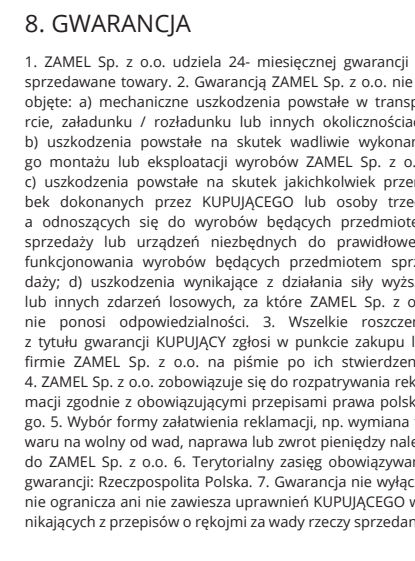 8. GWARANCJA
1. ZAMEL Sp. z o.o. udziela 24- miesięcznej gwarancji
sprzedawane towary. 2. Gwarancją ZAMEL Sp. z o.o. nie
objęte: a) mechaniczne uszkodzenia powstałe w transp
rcie, załadunku / rozładunku lub innych okolicznościa
b) uszkodzenia powstałe na skutek wadliwie wykonan
go montażu lub eksploatacji wyrobów ZAMEL Sp. z o.
c) uszkodzenia powstałe na skutek jakichkolwiek prze
bek dokonanych przez KUPUJĄCEGO lub osoby trze
a odnoszących się do wyrobów będących przedmiote
sprzedaży lub urządzeń niezbędnych do prawidłowe
funkcjonowania wyrobów będących przedmiotem sprz
daży; d) uszkodzenia wynikające z działania siły wyżs
lub innych zdarzeń losowych, za które ZAMEL Sp. z o
nie ponosi odpowiedzialności. 3. Wszelkie roszczen
z tytułu gwarancji KUPUJĄCY zgłosi w punkcie zakupu l
firmie ZAMEL Sp. z o.o. na piśmie po ich stwierdzen
4. ZAMEL Sp. z o.o. zobowiązuje się do rozpatrywania rek
macji zgodnie z obowiązującymi przepisami prawa polsk
go. 5. Wybór formy załatwienia reklamacji, np. wymiana
waru na wolny od wad, naprawa lub zwrot pieniędzy nale
do ZAMEL Sp. z o.o. 6. Terytorialny zasięg obowiązywan
gwarancji: Rzeczpospolita Polska. 7. Gwarancja nie wyłąc
nie ogranicza ani nie zawiesza uprawnień KUPUJĄCEGO w
nikających z przepisów o rękojmi za wady rzeczy sprzedan